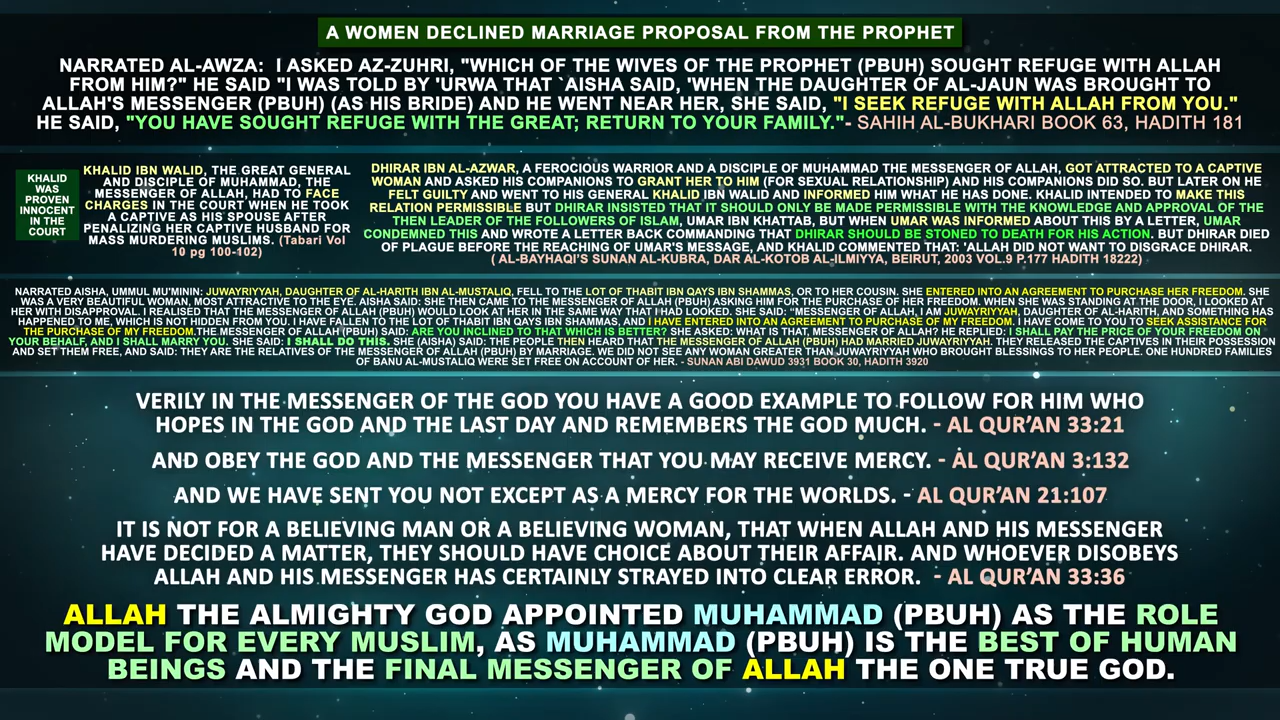 A WOMEN DECLINED MARRIAGE PROPOSAL FROM THE PROPHET
NARRATED AL-AWZA: I ASKED AZ-ZUHRI, "WHICH OF THE WIVES OF THE PROPHET (PBUH) SOUGHT REFUGE WITH ALLAH
FROM HIM?" HE SAID "I WAS TOLD BY 'URWA THAT `AISHA SAID, 'WHEN THE DAUGHTER OF AL-JAUN WAS BROUGHT TO
ALLAH'S MESSENGER (PBUH) (AS HIS BRIDE) AND HE WENT NEAR HER, SHE SAID, "I SEEK REFUGE WITH ALLAH FROM YOU."
HE SAID, "YOU HAVE SOUGHT REFUGE WITH THE GREAT; RETURN TO YOUR FAMILY."- SAHIH AL-BUKHARI BOOK 63, HADITH 181
KHALID
WAS
PROVEN
INNOCENT
IN THE
COURT
KHALID IBN WALID, THE GREAT GENERAL
AND DISCIPLE OF MUHAMMAD, THE
MESSENGER OF ALLAH, HAD TO FACE
CHARGES IN THE COURT WHEN HE TOOK
A CAPTIVE AS HIS SPOUSE AFTER
PENALIZING HER CAPTIVE HUSBAND FOR
MASS MURDERING MUSLIMS. (Tabari Vol
10 pg 100-102)
DHIRAR IBN AL-AZWAR, A FEROCIOUS WARRIOR AND A DISCIPLE OF MUHAMMAD THE MESSENGER OF ALLAH, GOT ATTRACTED TO A CAPTIVE
WOMAN AND ASKED HIS COMPANIONS TO GRANT HER TO HIM (FOR SEXUAL RELATIONSHIP) AND HIS COMPANIONS DID SO. BUT LATER ON HE
FELT GUILTY AND WENT TO HIS GENERAL KHALID IBN WALID AND INFORMED HIM WHAT HE HAS DONE. KHALID INTENDED TO MAKE THIS
RELATION PERMISSIBLE BUT DHIRAR INSISTED THAT IT SHOULD ONLY BE MADE PERMISSIBLE WITH THE KNOWLEDGE AND APPROVAL OF THE
THEN LEADER OF THE FOLLOWERS OF ISLAM, UMAR IBN KHATTAB, BUT WHEN UMAR WAS INFORMED ABOUT THIS BY A LETTER, UMAR
CONDEMNED THIS AND WROTE A LETTER BACK COMMANDING THAT DHIRAR SHOULD BE STONED TO DEATH FOR HIS ACTION. BUT DHIRAR DIED
OF PLAGUE BEFORE THE REACHING OF UMAR'S MESSAGE, AND KHALID COMMENTED THAT: 'ALLAH DID NOT WANT TO DISGRACE DHIRAR.
( AL-BAYHAQI'S SUNAN AL-KUBRA, DAR AL-KOTOB AL-ILMIYYA, BEIRUT, 2003 VOL.9 P.177 HADITH 18222)
NARRATED AISHA, UMMUL MU'MININ: JUWAYRIYYAH, DAUGHTER OF AL-HARITH IBN AL-MUSTALIQ, FELL TO THE LOT OF THABIT IBN QAYS IBN SHAMMAS, OR TO HER COUSIN. SHE ENTERED INTO AN AGREEMENT TO PURCHASE HER FREEDOM. SHE
WAS A VERY BEAUTIFUL WOMAN, MOST ATTRACTIVE TO THE EYE. AISHA SAID: SHE THEN CAME TO THE MESSENGER OF ALLAH (PBUH) ASKING HIM FOR THE PURCHASE OF HER FREEDOM. WHEN SHE WAS STANDING AT THE DOOR, I LOOKED AT
HER WITH DISAPPROVAL. I REALISED THAT THE MESSENGER OF ALLAH (PBUH) WOULD LOOK AT HER IN THE SAME WAY THAT I HAD LOOKED. SHE SAID: "MESSENGER OF ALLAH, I AM JUWAYRIYYAH, DAUGHTER OF AL-HARITH, AND SOMETHING HAS
HAPPENED TO ME, WHICH IS NOT HIDDEN FROM YOU. I HAVE FALLEN TO THE LOT OF THABIT IBN QAYS IBN SHAMMAS, AND I HAVE ENTERED INTO AN AGREEMENT TO PURCHASE OF MY FREEDOM. I HAVE COME TO YOU TO SEEK ASSISTANCE FOR
THE PURCHASE OF MY FREEDOM.THE MESSENGER OF ALLAH (PBUH) SAID: ARE YOU INCLINED TO THAT WHICH IS BETTER? SHE ASKED: WHAT IS THAT, MESSENGER OF ALLAH? HE REPLIED: I SHALL PAY THE PRICE OF YOUR FREEDOM ON
YOUR BEHALF, AND I SHALL MARRY YOU. SHE SAID: I SHALL DO THIS. SHE (AISHA) SAID: THE PEOPLE THEN HEARD THAT THE MESSENGER OF ALLAH (PBUH) HAD MARRIED JUWAYRIYYAH. THEY RELEASED THE CAPTIVES IN THEIR POSSESSION
AND SET THEM FREE, AND SAID: THEY ARE THE RELATIVES OF THE MESSENGER OF ALLAH (PBUH) BY MARRIAGE. WE DID NOT SEE ANY WOMAN GREATER THAN JUWAYRIYYAH WHO BROUGHT BLESSINGS TO HER PEOPLE. ONE HUNDRED FAMILIES
OF BANU AL-MUSTALIQ WERE SET FREE ON ACCOUNT OF HER. - SUNAN ABI DAWUD 3931 BOOK 30, HADITH 3920
VERILY IN THE MESSENGER OF THE GOD YOU HAVE A GOOD EXAMPLE TO FOLLOW FOR HIM WHO
HOPES IN THE GOD AND THE LAST DAY AND REMEMBERS THE GOD MUCH. - AL QUR'AN 33:21
AND OBEY THE GOD AND THE MESSENGER THAT YOU MAY RECEIVE MERCY. - AL QUR'AN 3:132
AND WE HAVE SENT YOU NOT EXCEPT AS A MERCY FOR THE WORLDS. - AL QUR'AN 21:107
IT IS NOT FOR A BELIEVING MAN OR A BELIEVING WOMAN, THAT WHEN ALLAH AND HIS MESSENGER
HAVE DECIDED A MATTER, THEY SHOULD HAVE CHOICE ABOUT THEIR AFFAIR. AND WHOEVER DISOBEYS
ALLAH AND HIS MESSENGER HAS CERTAINLY STRAYED INTO CLEAR ERROR. - AL QUR'AN 33:36
ALLAH THE ALMIGHTY GOD APPOINTED MUHAMMAD (PBUH) AS THE ROLE
MODEL FOR EVERY MUSLIM, AS MUHAMMAD (PBUH) IS THE BEST OF HUMAN
BEINGS AND THE FINAL MESSENGER OF ALLAH THE ONE TRUE GOD.